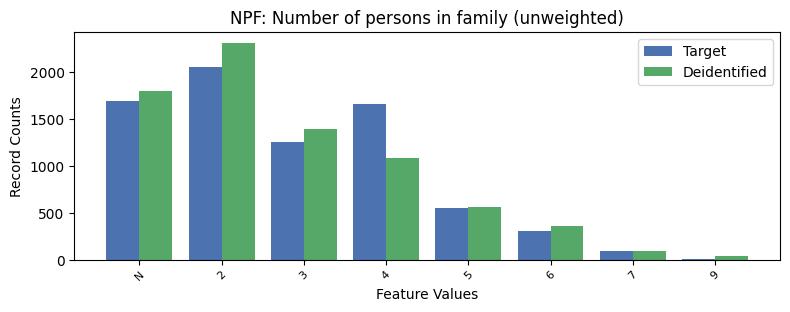 NPF: Number of persons in family (unweighted)
Target
Deidentified
Record Counts
2000
1500
1000
500
0
N 2 3 4 5 6 7 9
Feature Values